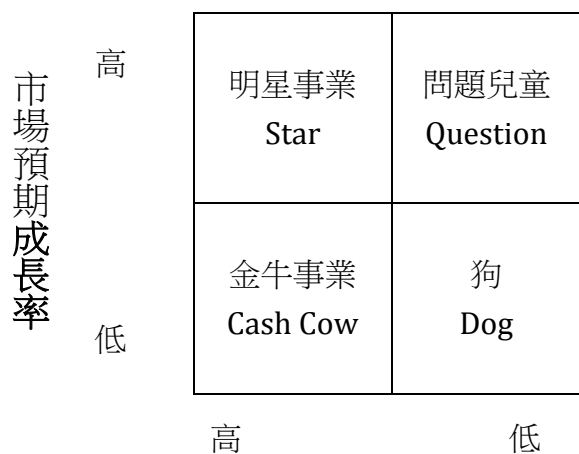 市場預期成長率
高
明星事業
Star
問題兒童
Question
低
金牛事業
Cash Cow
狗
Dog
高
低